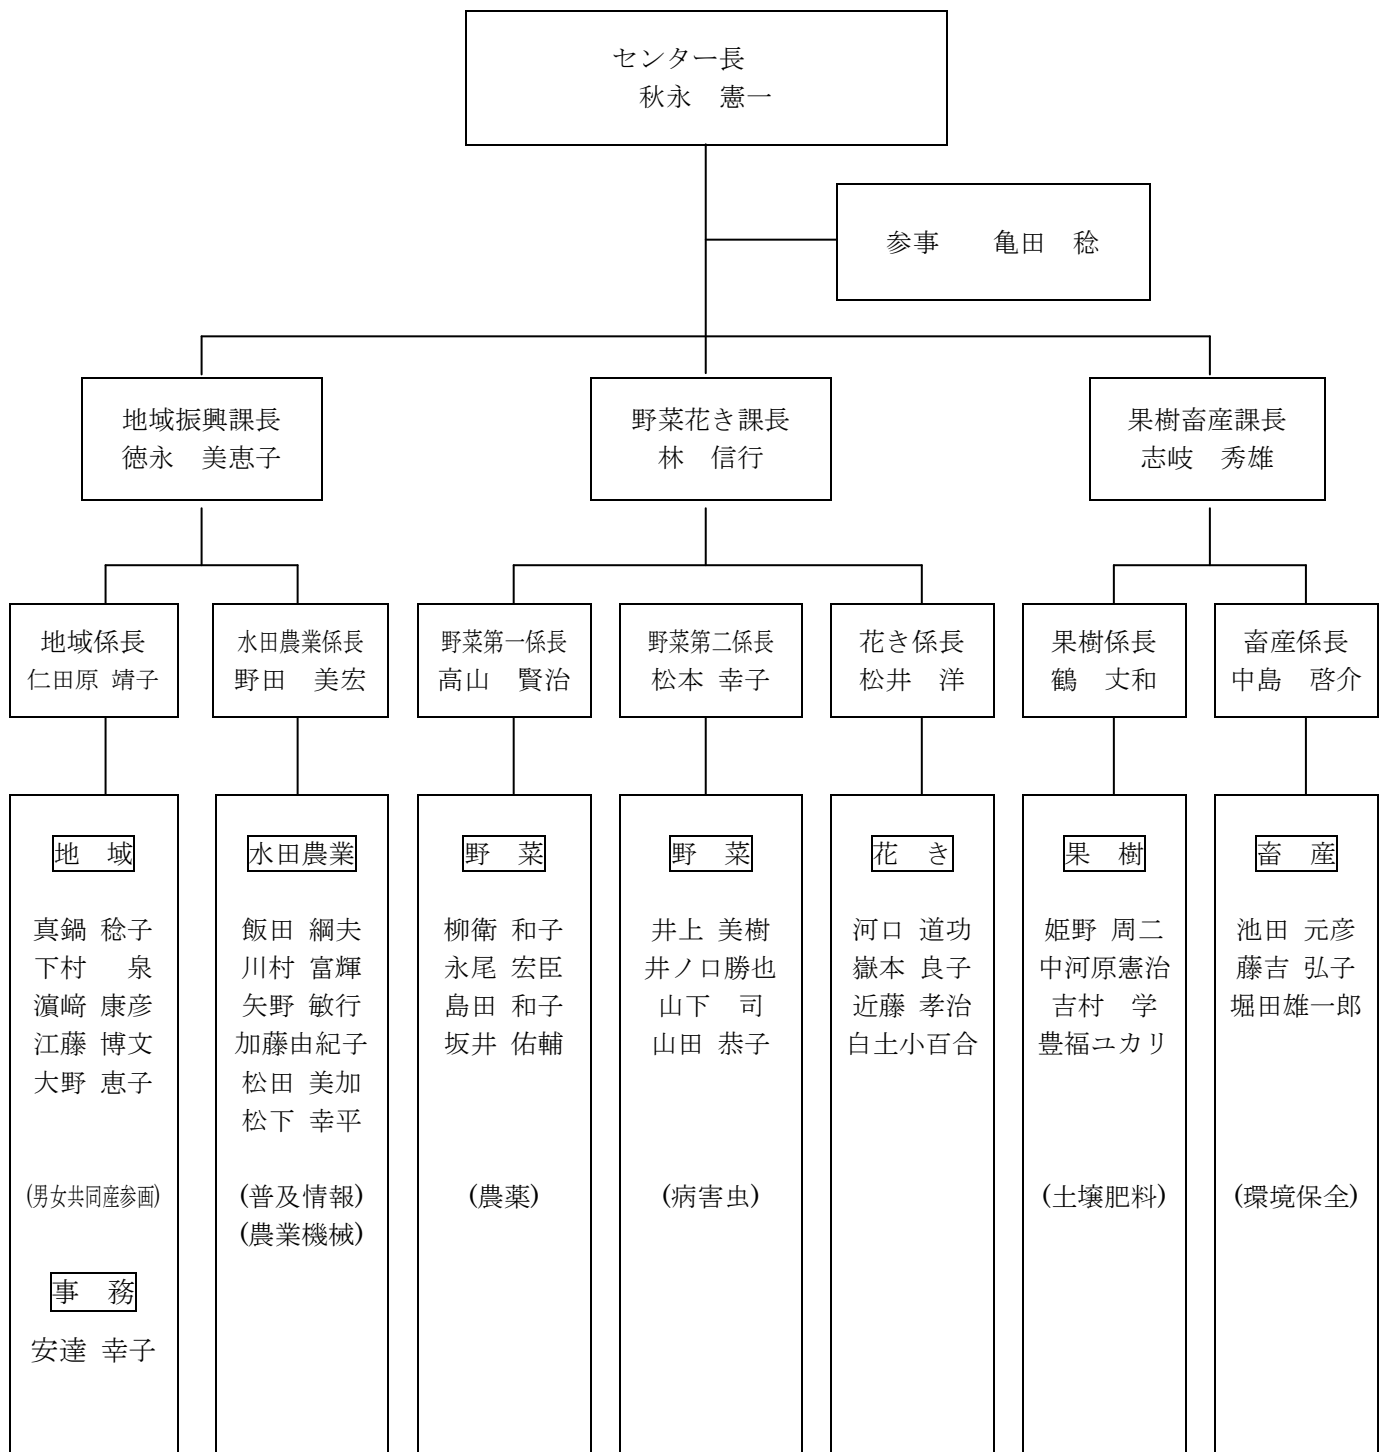 センター長
秋永　憲一
参事　　亀田　稔
地域振興課長
徳永　美恵子
野菜花き課長
林　信行
果樹畜産課長
志岐　秀雄
地域係長
仁田原 靖子
水田農業係長
野田　美宏
野菜第一係長
高山　賢治
野菜第二係長
松本 幸子
花き係長
松井　洋
果樹係長
鶴　丈和
畜産係長
中島　啓介
地　域
真鍋 稔子
下村　泉
濵﨑 康彦
江藤 博文
大野 恵子
(男女共同産参画)
事　務
安達 幸子
水田農業
飯田 綱夫
川村 富輝
矢野 敏行
加藤由紀子
松田 美加
松下 幸平
(普及情報)
(農業機械)
野　菜
柳衛 和子
永尾 宏臣
島田 和子
坂井 佑輔
(農薬)
野　菜
井上 美樹
井ノ口勝也
山下　司
山田 恭子
(病害虫)
花　き
河口 道功
嶽本 良子
近藤 孝治
白土小百合
果　樹
姫野 周二
中河原憲治
吉村　学
豊福ユカリ
(土壌肥料)
畜　産
池田 元彦
藤吉 弘子
堀田雄一郎
(環境保全)